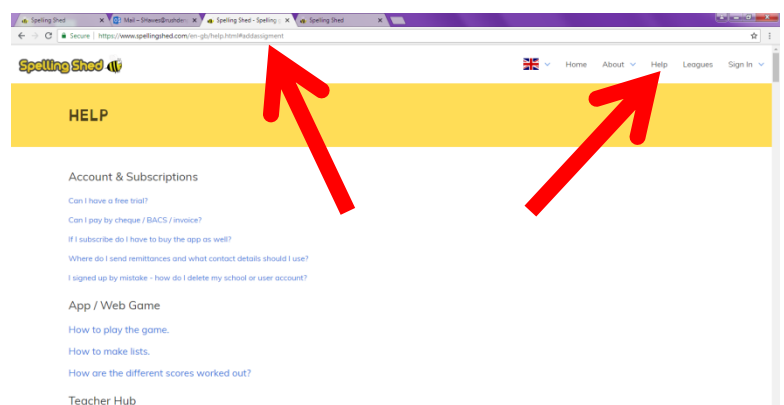 Spelling Shed
Mail – SHawes@rushden
Spelling Shed - Spelling
Spelling Shed
Secure | https://www.spellingshed.com/en-gb/help.html#addassigment
Spelling Shed
Home About Help Leagues Sign In
HELP
Account & Subscriptions
Can I have a free trial?
Can I pay by cheque / BACS / invoice?
If I subscribe do I have to buy the app as well?
Where do I send remittances and what contact details should I use?
I signed up by mistake - how do I delete my school or user account?
App / Web Game
How to play the game.
How to make lists.
How are the different scores worked out?
Teacher Hub